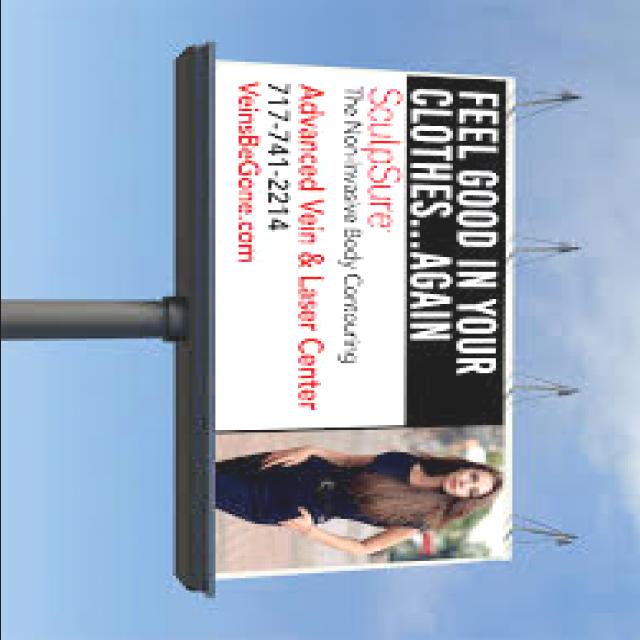 FEEL GOOD IN YOUR
CLOTHES...AGAIN
SculpSure
The Non-Invasive Body Contouring
Advanced Vein & Laser Center
717-741-2214
VeinsBeGone.com